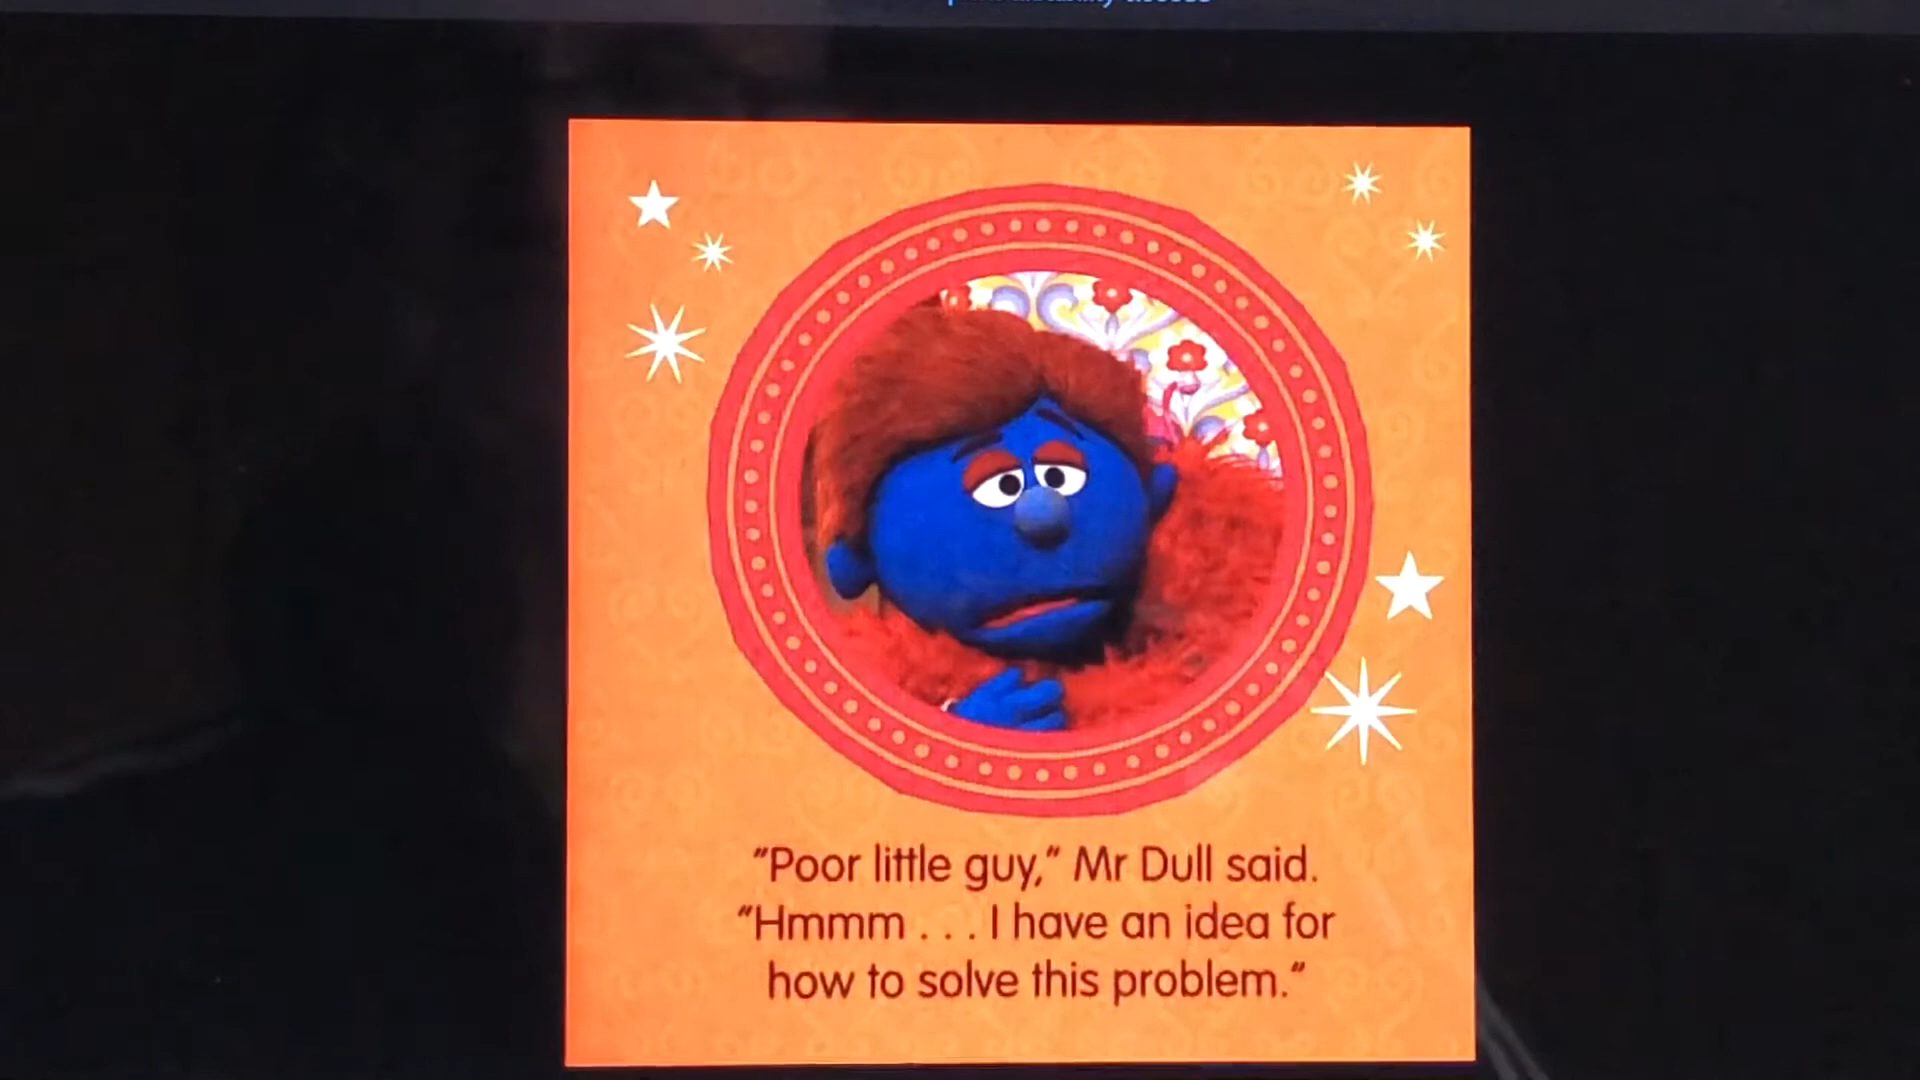 "Poor little guy," Mr Dull said.
"Hmmm . . . I have an idea for
how to solve this problem."